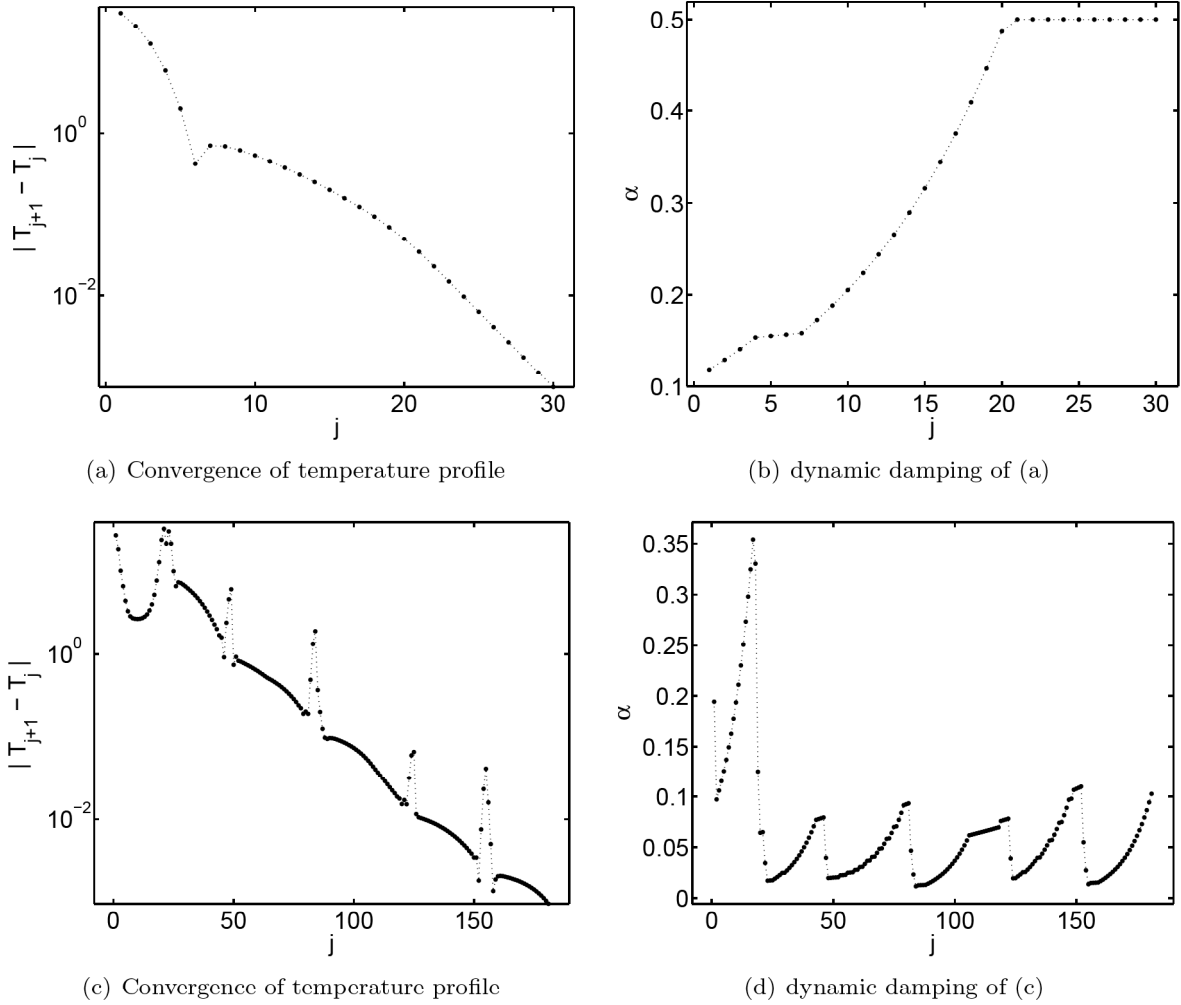 | T_{j+1} − T_j |
10^0
10^{−2}
0 10 20 30
j
(a) Convergence of temperature profile
α
0.5
0.4
0.3
0.2
0.1
0 5 10 15 20 25 30
j
(b) dynamic damping of (a)
| T_{j+1} − T_j |
10^0
10^{−2}
0 50 100 150
j
(c) Convergence of temperature profile
α
0.35
0.3
0.25
0.2
0.15
0.1
0.05
0
0 50 100 150
j
(d) dynamic damping of (c)